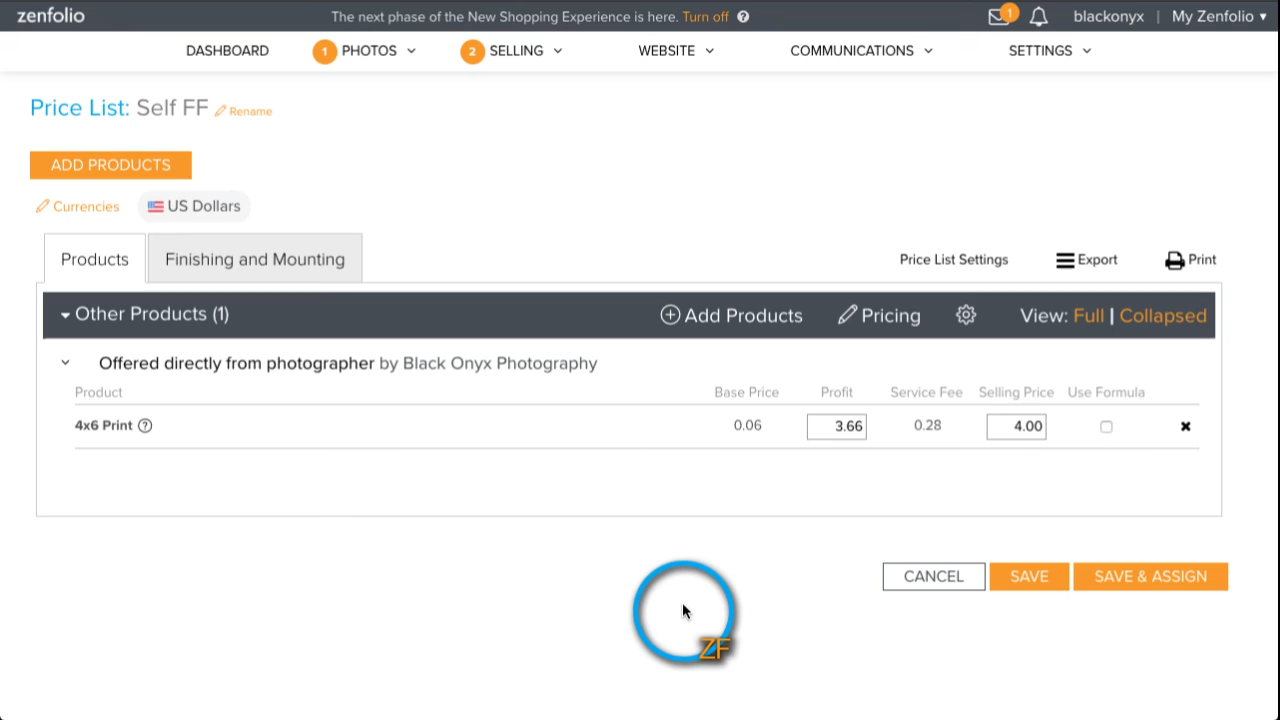 zenfolio The next phase of the New Shopping Experience is here. Turn off ? 1 blackonyx | My Zenfolio ▾
DASHBOARD 1 PHOTOS 2 SELLING WEBSITE COMMUNICATIONS SETTINGS
Price List: Self FF Rename
ADD PRODUCTS
Currencies US Dollars
Products Finishing and Mounting Price List Settings Export Print
Other Products (1) Add Products Pricing View: Full | Collapsed
Offered directly from photographer by Black Onyx Photography
Product Base Price Profit Service Fee Selling Price Use Formula
4x6 Print ? 0.06 3.66 0.28 4.00
CANCEL SAVE SAVE & ASSIGN
ZF